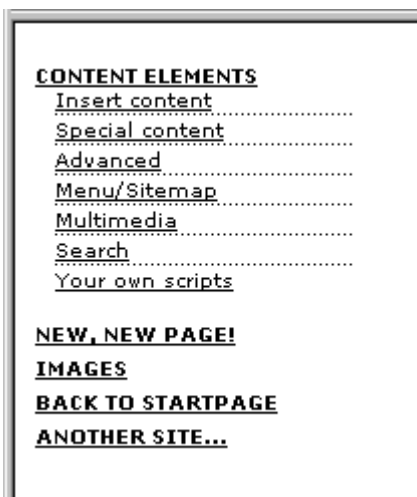 CONTENT ELEMENTS
Insert content
Special content
Advanced
Menu/Sitemap
Multimedia
Search
Your own scripts
NEW, NEW PAGE!
IMAGES
BACK TO STARTPAGE
ANOTHER SITE...